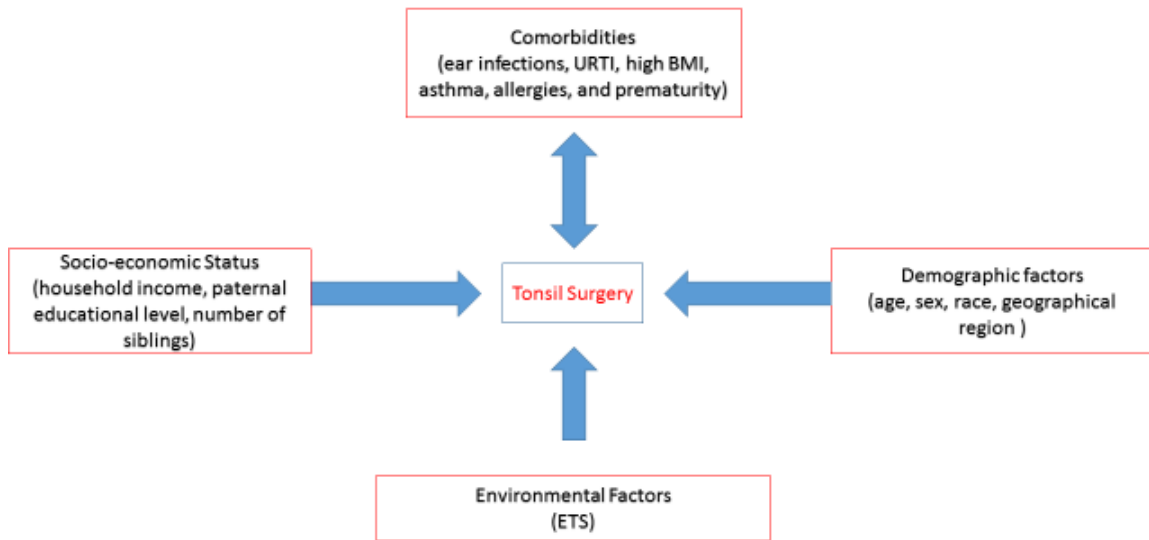 Comorbidities
(ear infections, URTI, high BMI,
asthma, allergies, and prematurity)
Socio-economic Status
(household income, paternal
educational level, number of
siblings)
Tonsil Surgery
Demographic factors
(age, sex, race, geographical
region )
Environmental Factors
(ETS)